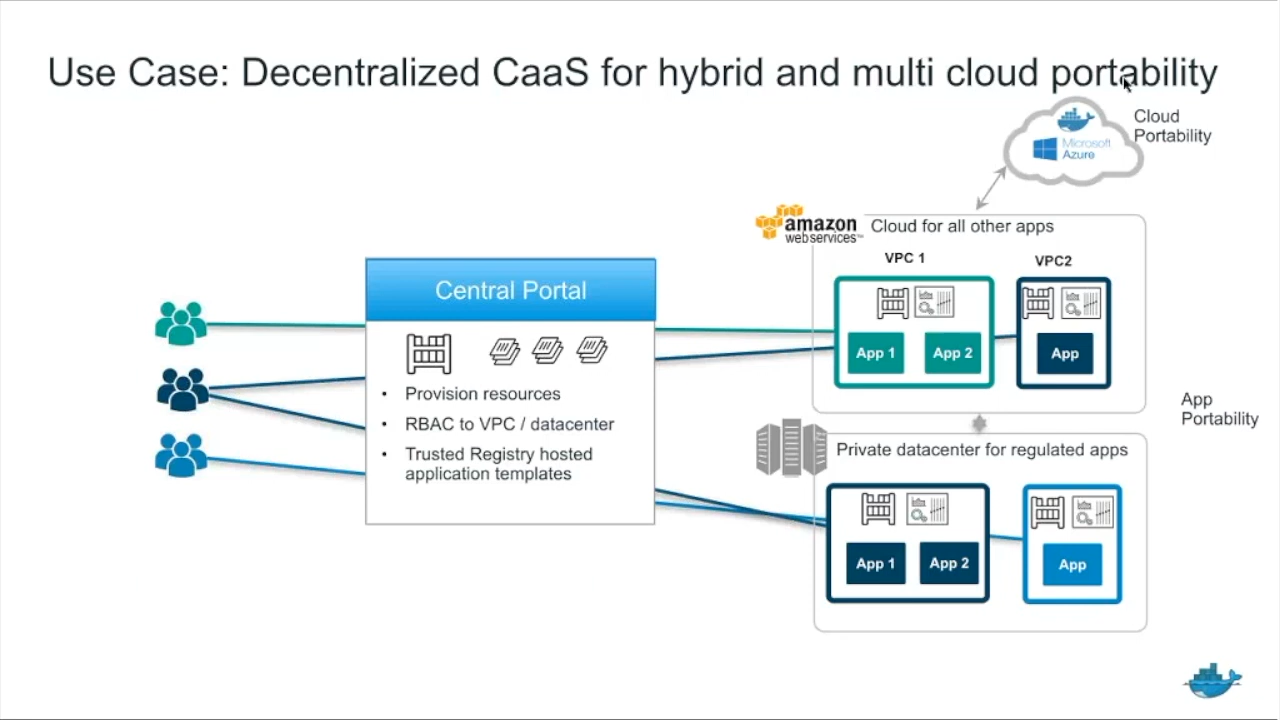 Use Case: Decentralized CaaS for hybrid and multi cloud portability
Cloud
Portability
Microsoft
Azure
amazon
webservices™
Cloud for all other apps
VPC 1
VPC2
App 1
App 2
App
Central Portal
• Provision resources
• RBAC to VPC / datacenter
• Trusted Registry hosted
application templates
App
Portability
Private datacenter for regulated apps
App 1
App 2
App